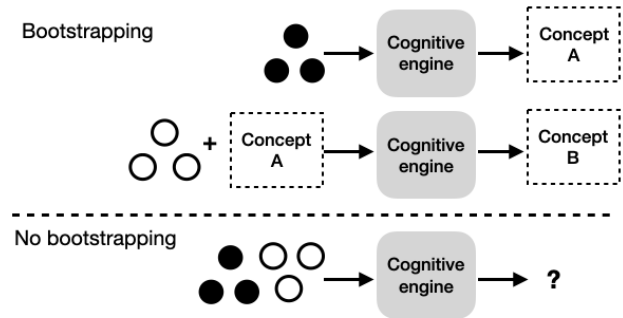 Bootstrapping
Cognitive
engine
Concept
A
+
Concept
A
Cognitive
engine
Concept
B
No bootstrapping
Cognitive
engine
?